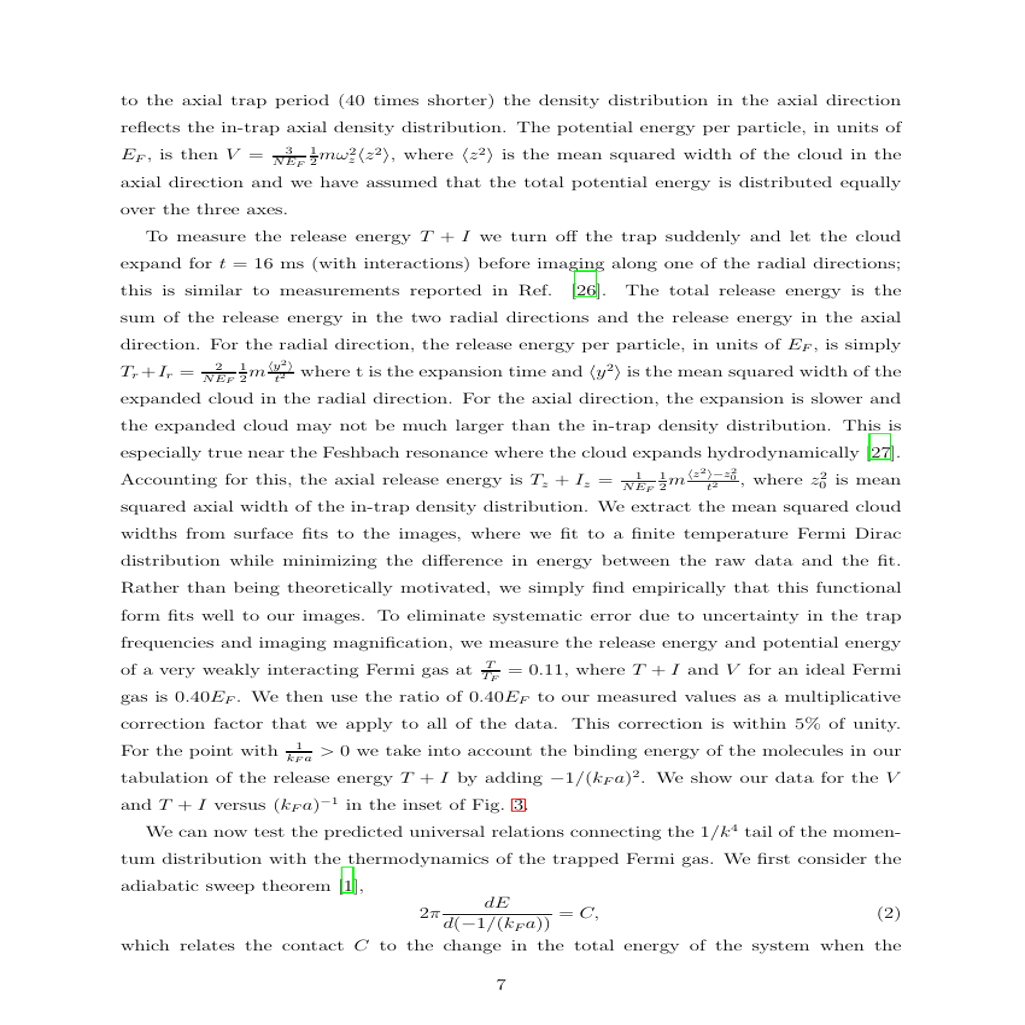 to the axial trap period (40 times shorter) the density distribution in the axial direction
reflects the in-trap axial density distribution. The potential energy per particle, in units of
$E_F$, is then $V = \frac{3}{NE_F}\frac{1}{2}m\omega_z^2\langle z^2\rangle$, where $\langle z^2\rangle$ is the mean squared width of the cloud in the
axial direction and we have assumed that the total potential energy is distributed equally
over the three axes.
To measure the release energy $T + I$ we turn off the trap suddenly and let the cloud
expand for $t = 16$ ms (with interactions) before imaging along one of the radial directions;
this is similar to measurements reported in Ref. [26]. The total release energy is the
sum of the release energy in the two radial directions and the release energy in the axial
direction. For the radial direction, the release energy per particle, in units of $E_F$, is simply
$T_r + I_r = \frac{2}{NE_F}\frac{1}{2}m\frac{\langle y^2\rangle}{t^2}$ where t is the expansion time and $\langle y^2\rangle$ is the mean squared width of the
expanded cloud in the radial direction. For the axial direction, the expansion is slower and
the expanded cloud may not be much larger than the in-trap density distribution. This is
especially true near the Feshbach resonance where the cloud expands hydrodynamically [27].
Accounting for this, the axial release energy is $T_z + I_z = \frac{1}{NE_F}\frac{1}{2}m\frac{\langle z^2\rangle - z_0^2}{t^2}$, where $z_0^2$ is mean
squared axial width of the in-trap density distribution. We extract the mean squared cloud
widths from surface fits to the images, where we fit to a finite temperature Fermi Dirac
distribution while minimizing the difference in energy between the raw data and the fit.
Rather than being theoretically motivated, we simply find empirically that this functional
form fits well to our images. To eliminate systematic error due to uncertainty in the trap
frequencies and imaging magnification, we measure the release energy and potential energy
of a very weakly interacting Fermi gas at $\frac{T}{T_F} = 0.11$, where $T + I$ and $V$ for an ideal Fermi
gas is $0.40E_F$. We then use the ratio of $0.40E_F$ to our measured values as a multiplicative
correction factor that we apply to all of the data. This correction is within 5% of unity.
For the point with $\frac{1}{k_F a} > 0$ we take into account the binding energy of the molecules in our
tabulation of the release energy $T + I$ by adding $-1/(k_F a)^2$. We show our data for the $V$
and $T + I$ versus $(k_F a)^{-1}$ in the inset of Fig. 3.
We can now test the predicted universal relations connecting the $1/k^4$ tail of the momen-
tum distribution with the thermodynamics of the trapped Fermi gas. We first consider the
adiabatic sweep theorem [1],
$2\pi\frac{dE}{d(-1/(k_F a))} = C,$ (2)
which relates the contact $C$ to the change in the total energy of the system when the
7